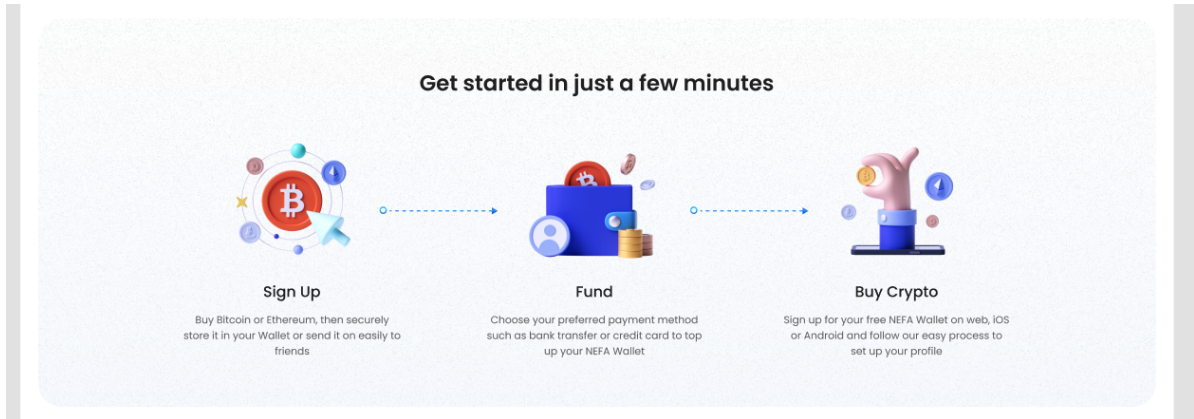 Get started in just a few minutes
Sign Up
Buy Bitcoin or Ethereum, then securely
store it in your Wallet or send it on easily to
friends
Fund
Choose your preferred payment method
such as bank transfer or credit card to top
up your NEFA Wallet
Buy Crypto
Sign up for your free NEFA Wallet on web, iOS
or Android and follow our easy process to
set up your profile